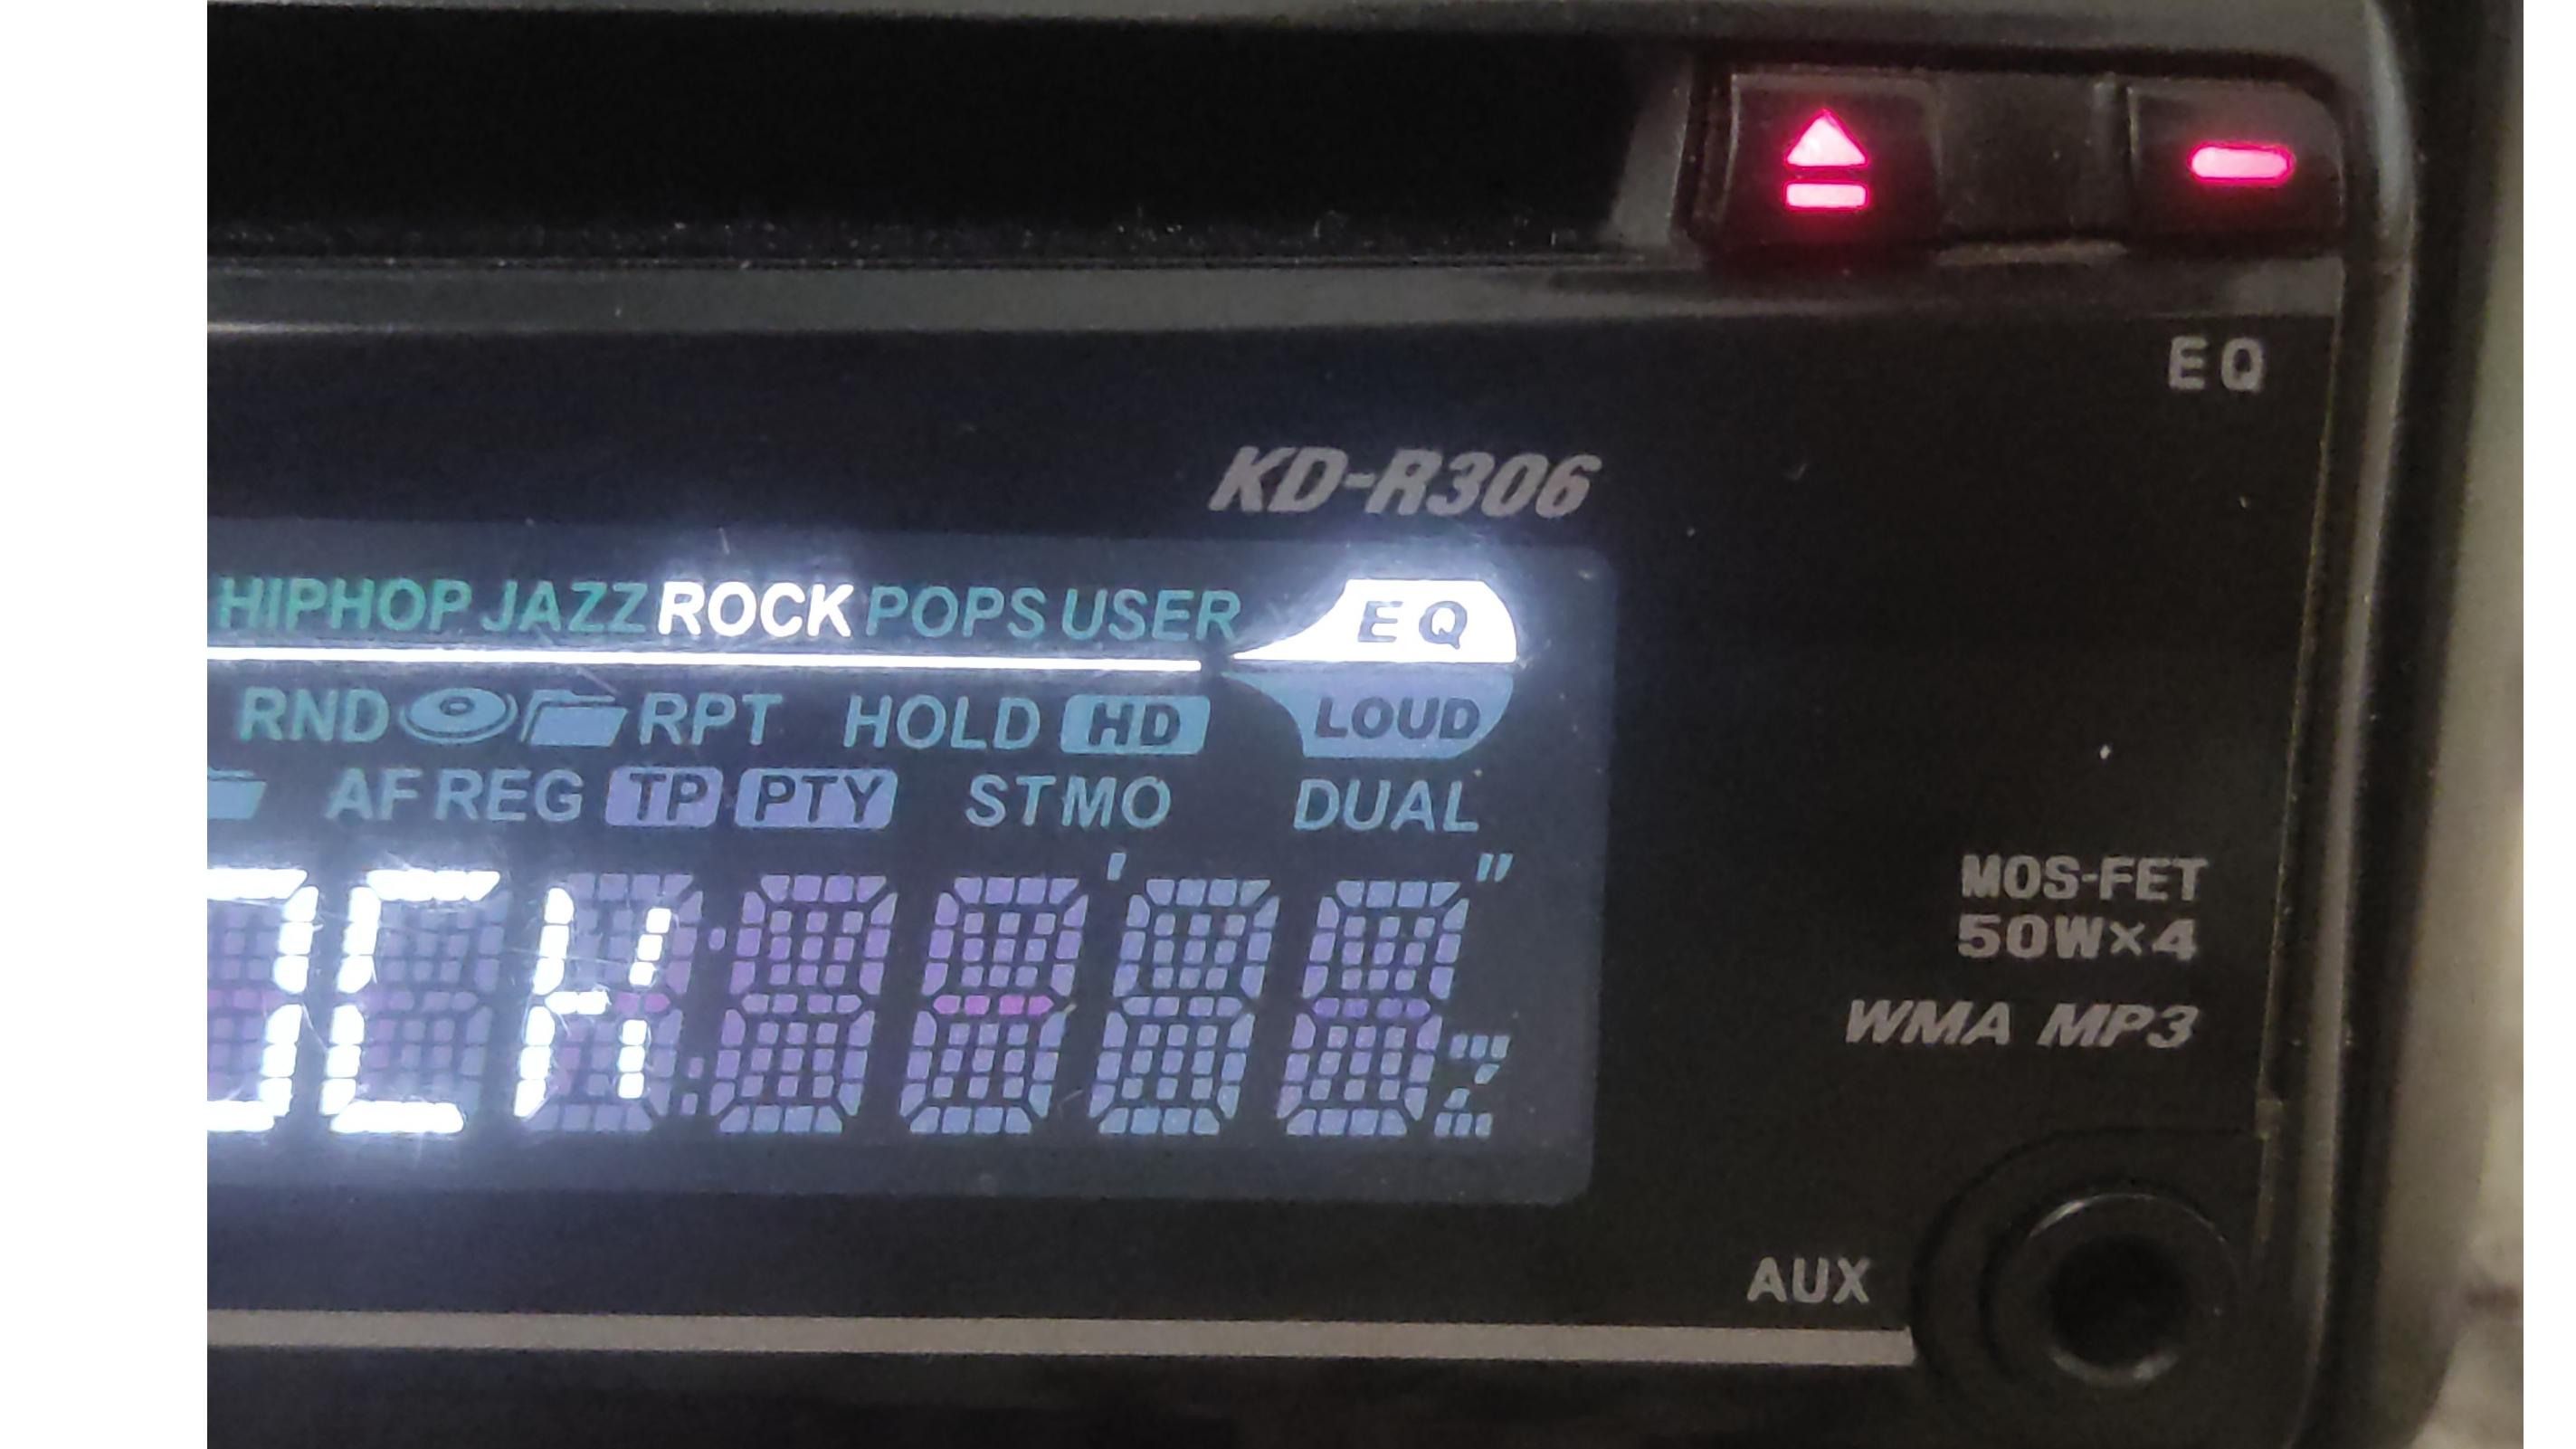 EQ
KD-R306
HIPHOP JAZZ ROCK POPS USER EQ
RND RPT HOLD HD LOUD
AF REG TP PTY ST MO DUAL
OCK
MOS-FET
50W×4
WMA MP3
AUX